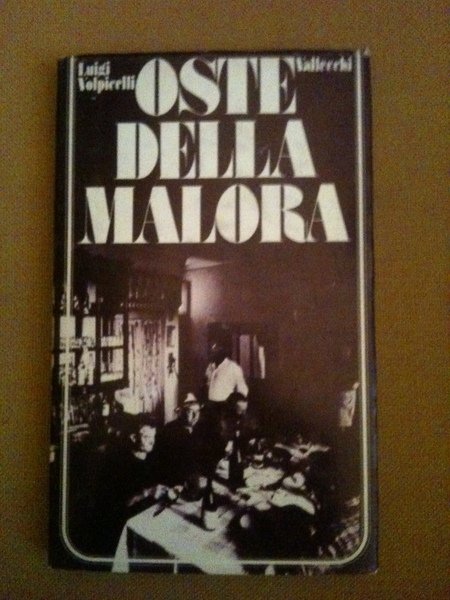 Luigi
Volpicelli
Vallecchi
OSTE
DELLA
MALORA